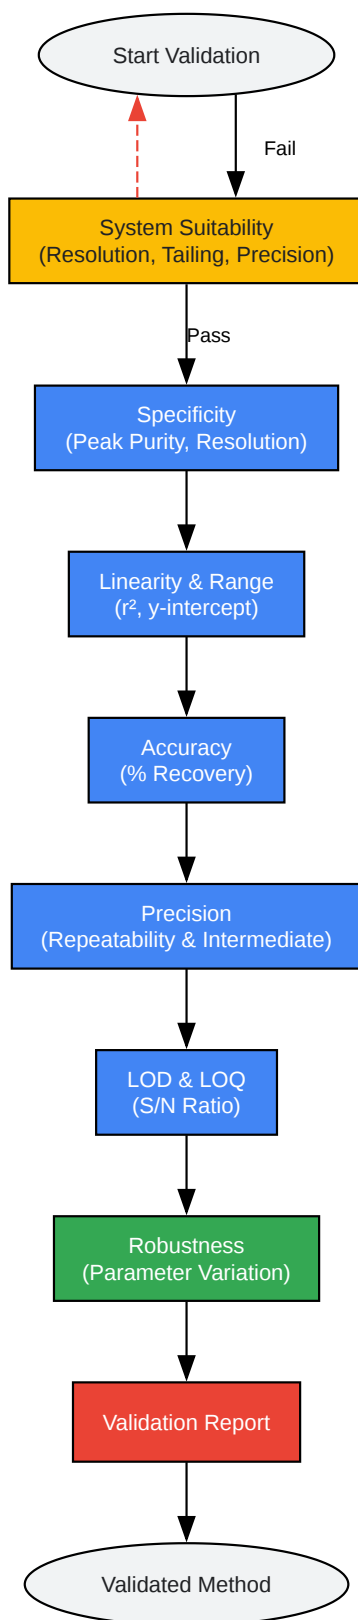 Start Validation
Fail
System Suitability
(Resolution, Tailing, Precision)
Pass
Specificity
(Peak Purity, Resolution)
Linearity & Range
(r², y-intercept)
Accuracy
(% Recovery)
Precision
(Repeatability & Intermediate)
LOD & LOQ
(S/N Ratio)
Robustness
(Parameter Variation)
Validation Report
Validated Method